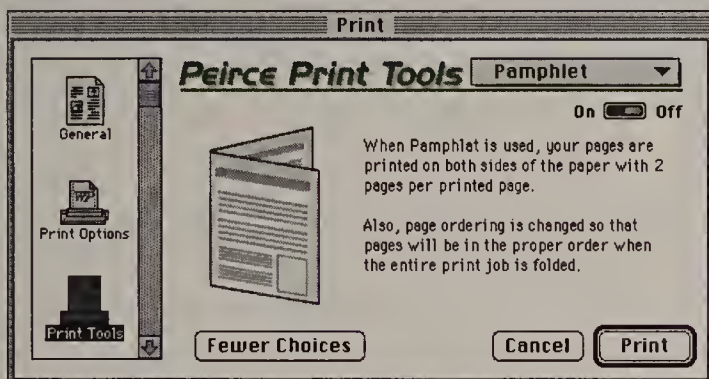 Print
General
Print Options
Print Tools
Peirce Print Tools
Pamphlet
On Off
When Pamphlet is used, your pages are
printed on both sides of the paper with 2
pages per printed page.
Also, page ordering is changed so that
pages will be in the proper order when
the entire print job is folded.
Fewer Choices
Cancel
Print